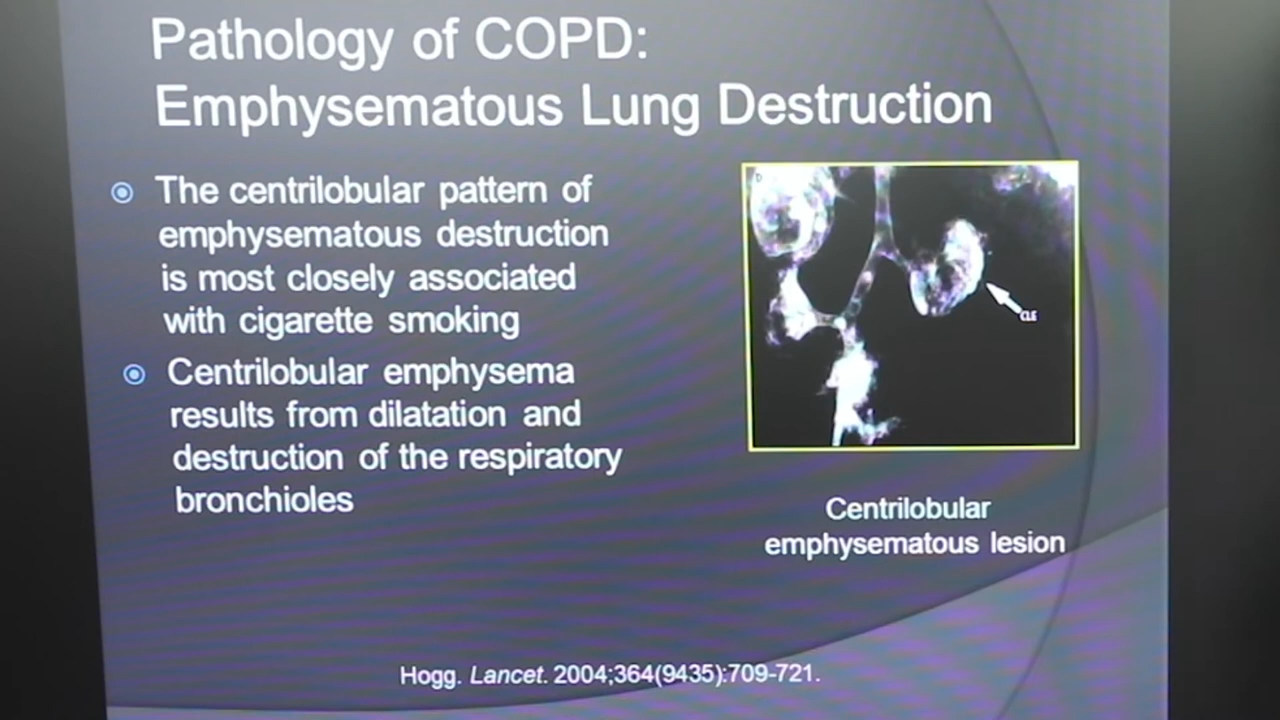 Pathology of COPD:
Emphysematous Lung Destruction
The centrilobular pattern of
emphysematous destruction
is most closely associated
with cigarette smoking
Centrilobular emphysema
results from dilatation and
destruction of the respiratory
bronchioles
D
CLE
Centrilobular
emphysematous lesion
Hogg. Lancet. 2004;364(9435):709-721.